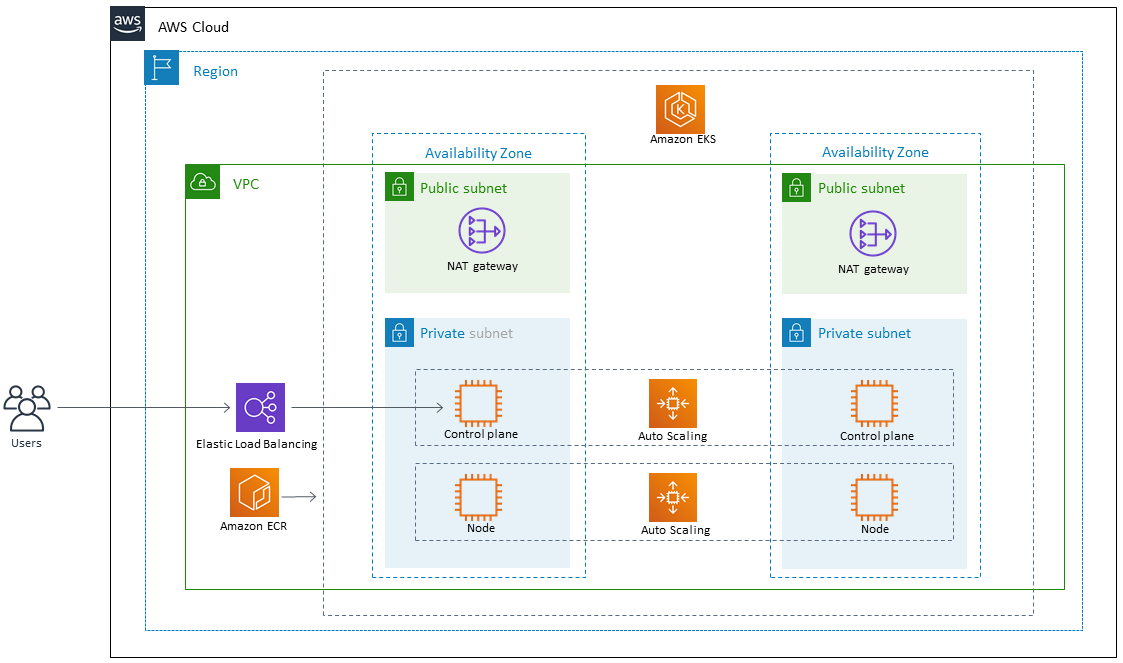 aws
AWS Cloud
Region
Amazon EKS
Availability Zone
Availability Zone
VPC
Public subnet
Public subnet
NAT gateway
NAT gateway
Private subnet
Private subnet
Users
Elastic Load Balancing
Control plane
Auto Scaling
Control plane
Amazon ECR
Node
Auto Scaling
Node